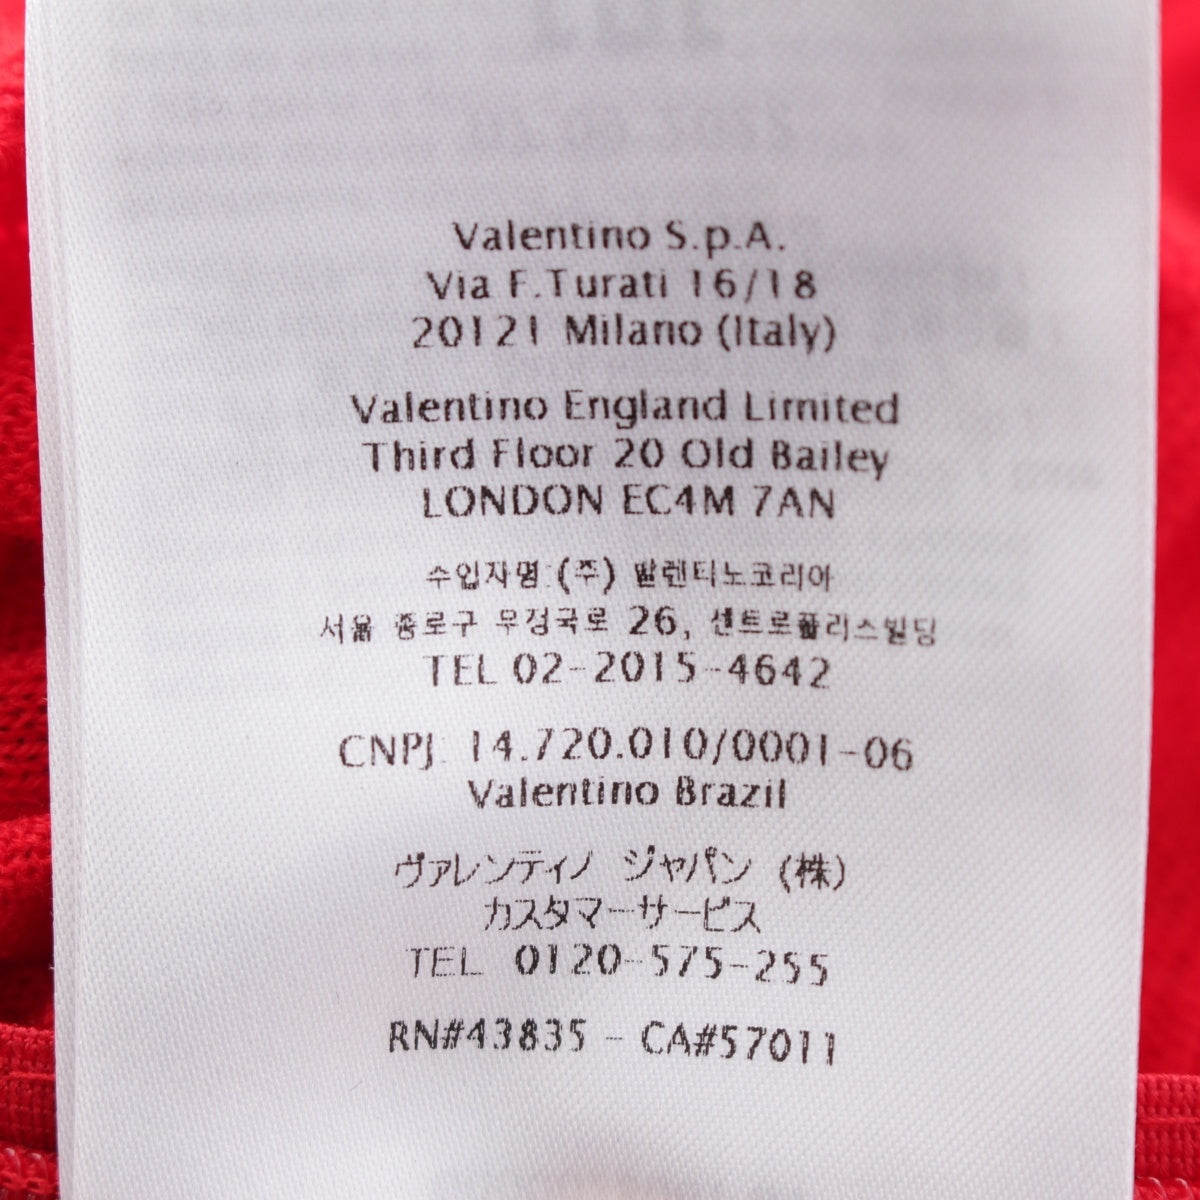 Valentino S.p.A.
Via F.Turati 16/18
20121 Milano (Italy)
Valentino England Limited
Third Floor 20 Old Bailey
LONDON EC4M 7AN
수입자명:(주) 발렌티노코리아
서울 종로구 우정국로 26, 센트로폴리스빌딩
TEL 02-2015-4642
CNPJ. 14.720.010/0001-06
Valentino Brazil
ヴァレンティノ ジャパン (株)
カスタマーサービス
TEL 0120-575-255
RN#43835 - CA#57011